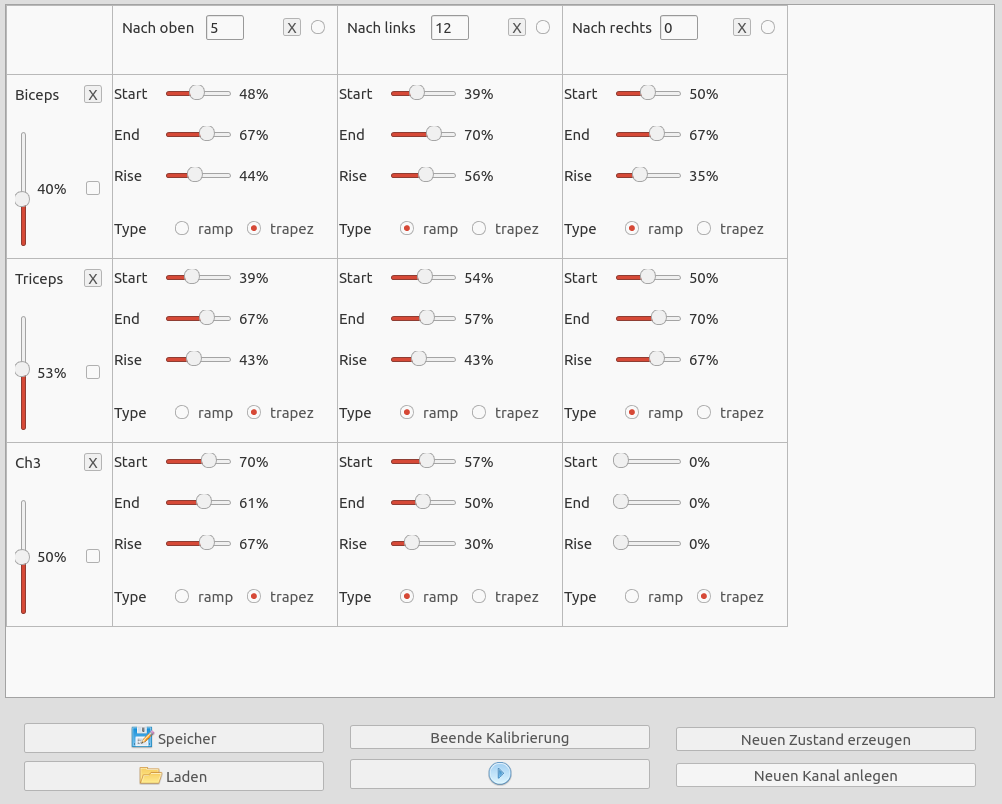 Nach oben 5 X Nach links 12 X Nach rechts 0 X
Biceps X Start 48% Start 39% Start 50%
End 67% End 70% End 67%
40% Rise 44% Rise 56% Rise 35%
Type ramp trapez Type ramp trapez Type ramp trapez
Triceps X Start 39% Start 54% Start 50%
End 67% End 57% End 70%
53% Rise 43% Rise 43% Rise 67%
Type ramp trapez Type ramp trapez Type ramp trapez
Ch3 X Start 70% Start 57% Start 0%
End 61% End 50% End 0%
50% Rise 67% Rise 30% Rise 0%
Type ramp trapez Type ramp trapez Type ramp trapez
Speicher Beende Kalibrierung Neuen Zustand erzeugen
Laden Neuen Kanal anlegen